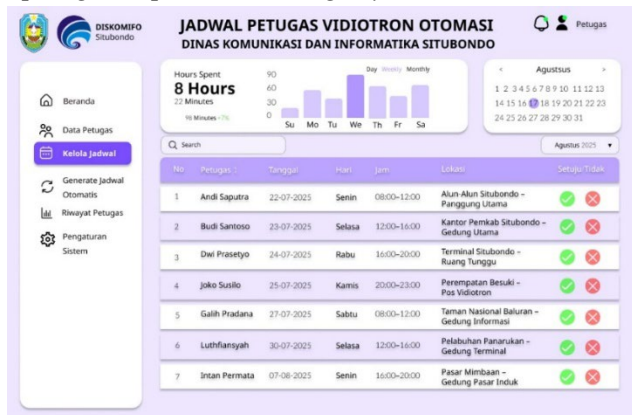 DISKOMIFO
Situbondo
JADWAL PETUGAS VIDIOTRON OTOMASI
DINAS KOMUNIKASI DAN INFORMATIKA SITUBONDO
Petugas
Beranda
Data Petugas
Kelola Jadwal
Generate Jadwal
Otomatis
Riwayat Petugas
Pengaturan
Sistem
Hours Spent
8 Hours
22 Minutes
96 Minutes +7%
Day Weekly Monthly
90
60
30
0
Su Mo Tu We Th Fr Sa
< Agustsus >
1 2 3 4 5 6 7 8 9 10 11 12 13
14 15 16 17 18 19 20 21 22 23
24 25 26 27 28 29 30 31
Search
Agustus 2025
No Petugas : Tanggal Hari Jam Lokasi Setuju/Tidak
1 Andi Saputra 22-07-2025 Senin 08:00–12:00 Alun-Alun Situbondo –
Panggung Utama
2 Budi Santoso 23-07-2025 Selasa 12:00–16:00 Kantor Pemkab Situbondo –
Gedung Utama
3 Dwi Prasetyo 24-07-2025 Rabu 16:00–20:00 Terminal Situbondo –
Ruang Tunggu
4 Joko Susilo 25-07-2025 Kamis 20:00–23:00 Perempatan Besuki –
Pos Vidiotron
5 Galih Pradana 27-07-2025 Sabtu 08:00–12:00 Taman Nasional Baluran –
Gedung Informasi
6 Luthfiansyah 30-07-2025 Selasa 12:00–16:00 Pelabuhan Panarukan –
Gedung Terminal
7 Intan Permata 07-08-2025 Senin 16:00–20:00 Pasar Mimbaan –
Gedung Pasar Induk